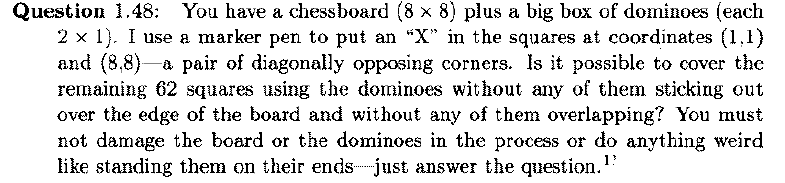 Question 1.48: You have a chessboard (8 × 8) plus a big box of dominoes (each
2 × 1). I use a marker pen to put an “X” in the squares at coordinates (1,1)
and (8,8)—a pair of diagonally opposing corners. Is it possible to cover the
remaining 62 squares using the dominoes without any of them sticking out
over the edge of the board and without any of them overlapping? You must
not damage the board or the dominoes in the process or do anything weird
like standing them on their ends—just answer the question.